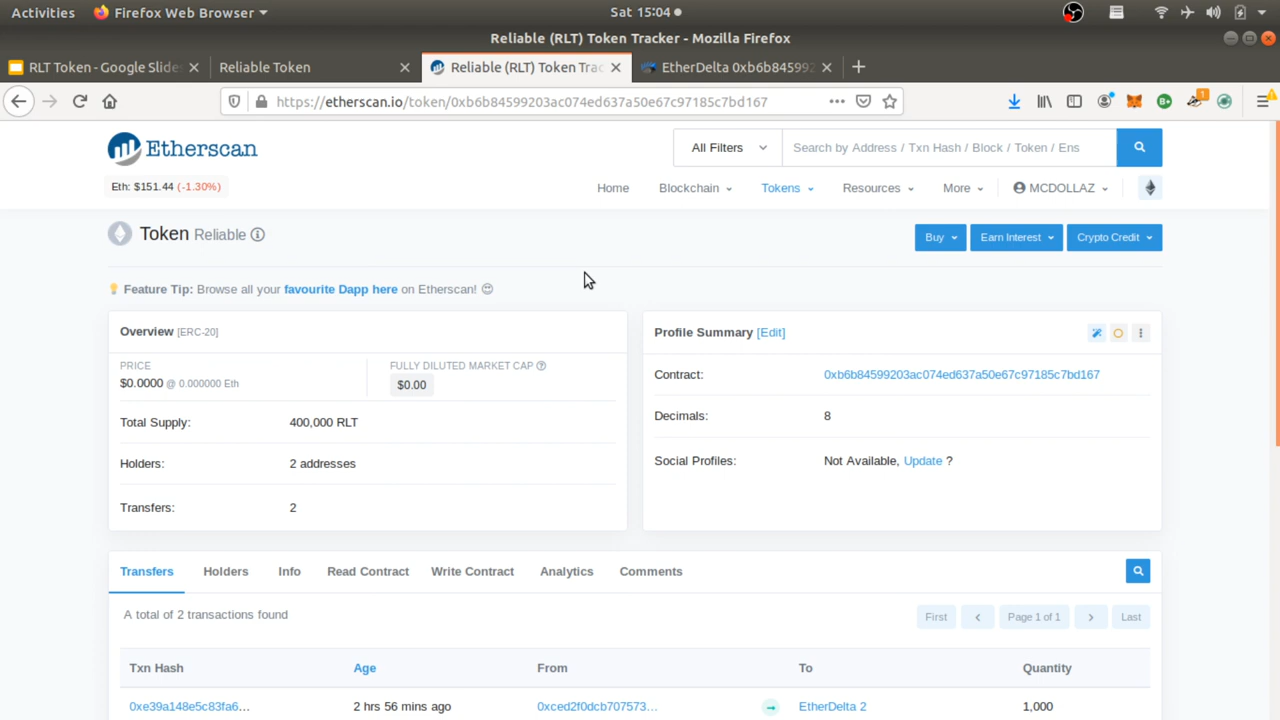 Activities Firefox Web Browser Sat 15:04
Reliable (RLT) Token Tracker - Mozilla Firefox
RLT Token - Google Slide Reliable Token Reliable (RLT) Token Trac EtherDelta 0xb6b84599
https://etherscan.io/token/0xb6b84599203ac074ed637a50e67c97185c7bd167 1
Etherscan All Filters Search by Address / Txn Hash / Block / Token / Ens
Eth: $151.44 (-1.30%) Home Blockchain Tokens Resources More MCDOLLAZ
Token Reliable Buy Earn Interest Crypto Credit
Feature Tip: Browse all your favourite Dapp here on Etherscan!
Overview [ERC-20]
PRICE FULLY DILUTED MARKET CAP
$0.0000 @ 0.000000 Eth $0.00
Total Supply: 400,000 RLT
Holders: 2 addresses
Transfers: 2
Profile Summary [Edit]
Contract: 0xb6b84599203ac074ed637a50e67c97185c7bd167
Decimals: 8
Social Profiles: Not Available, Update ?
Transfers Holders Info Read Contract Write Contract Analytics Comments
A total of 2 transactions found First Page 1 of 1 Last
Txn Hash Age From To Quantity
0xe39a148e5c83fa6... 2 hrs 56 mins ago 0xced2f0dcb707573... EtherDelta 2 1,000